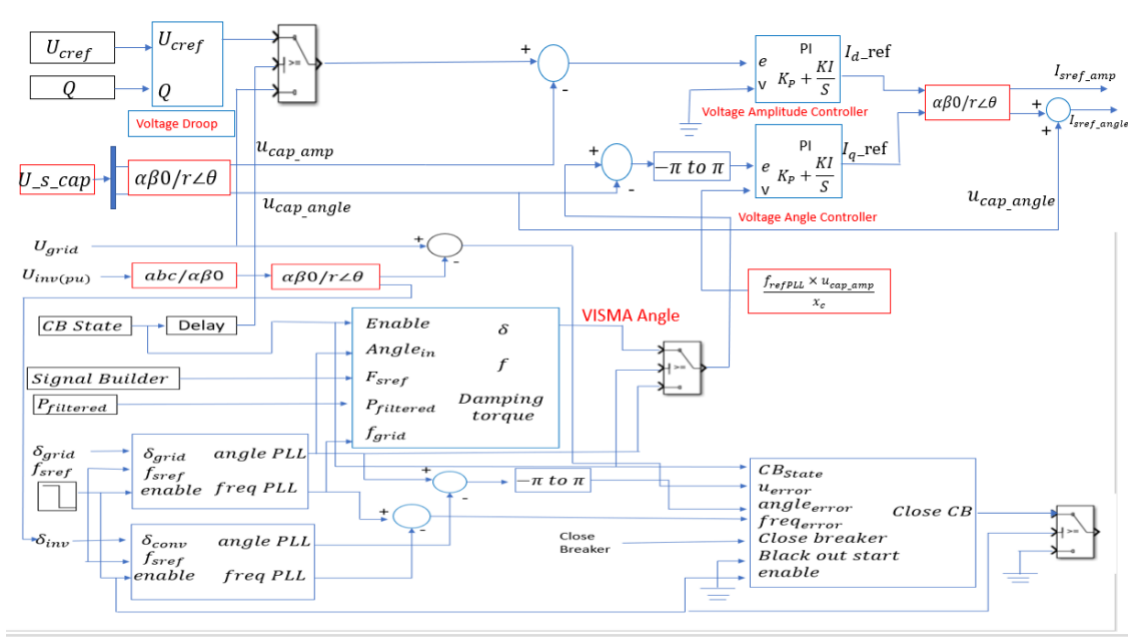 U_cref
U_cref
Q
Q
Voltage Droop
>=
+
-
PI
e
v
K_P + KI/S
I_d_ref
Voltage Amplitude Controller
αβ0/r∠θ
I_sref_amp
+
+
I_sref_angle
U_s_cap
αβ0/r∠θ
u_cap_amp
u_cap_angle
+
-
−π to π
PI
e
v
K_P + KI/S
I_q_ref
Voltage Angle Controller
u_cap_angle
U_grid
+
-
U_inv(pu)
abc/αβ0
αβ0/r∠θ
f_refPLL × u_cap_amp
x_c
CB State
Delay
Enable
Angle_in
F_sref
P_filtered
f_grid
δ
f
Damping
torque
VISMA Angle
>=
Signal Builder
P_filtered
δ_grid
f_sref
δ_grid
f_sref
enable
angle PLL
freq PLL
+
-
−π to π
+
-
δ_inv
δ_conv
f_sref
enable
angle PLL
freq PLL
Close
Breaker
CB_State
u_error
angle_error
freq_error
Close breaker
Black out start
enable
Close CB
>=